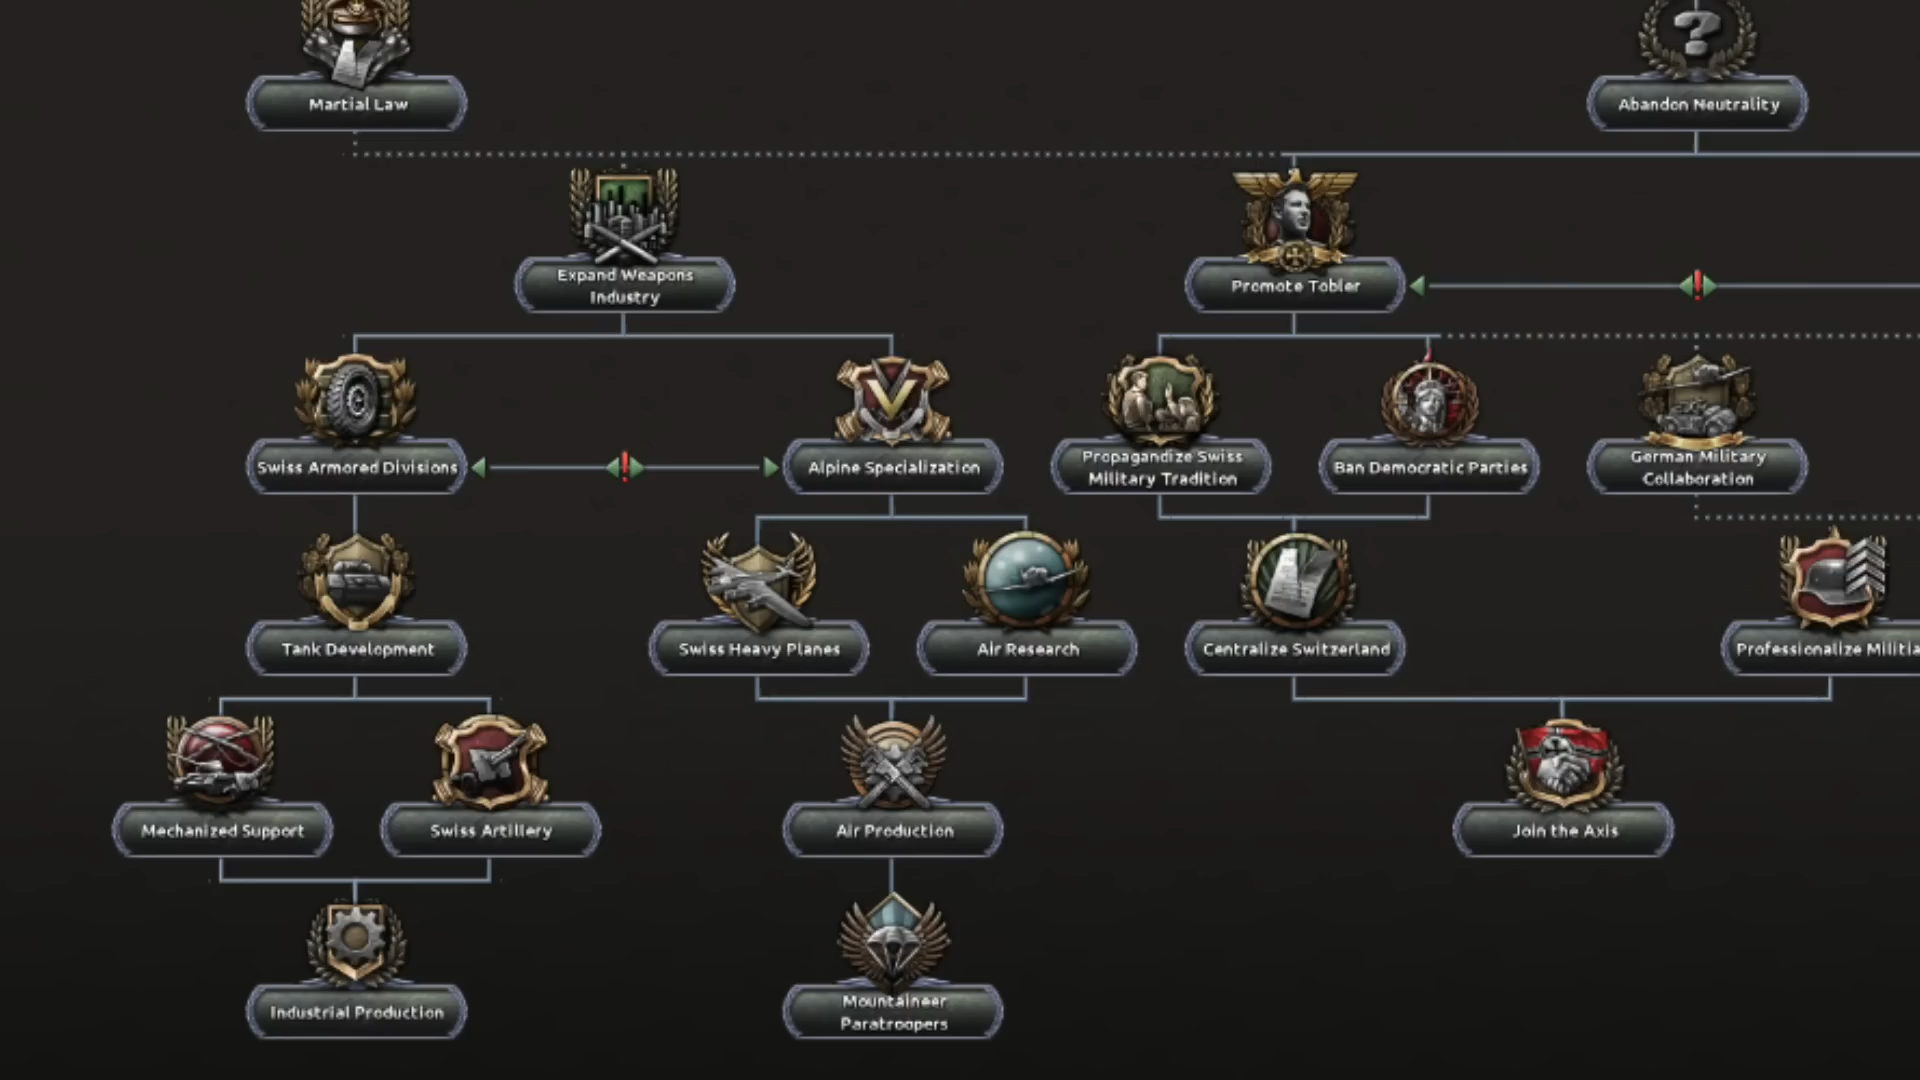 Martial Law
Abandon Neutrality
Expand Weapons
Industry
Promote Tobler
Swiss Armored Divisions
Alpine Specialization
Propagandize Swiss
Military Tradition
Ban Democratic Parties
German Military
Collaboration
Tank Development
Swiss Heavy Planes
Air Research
Centralize Switzerland
Professionalize Militia
Mechanized Support
Swiss Artillery
Air Production
Join the Axis
Industrial Production
Mountaineer
Paratroopers